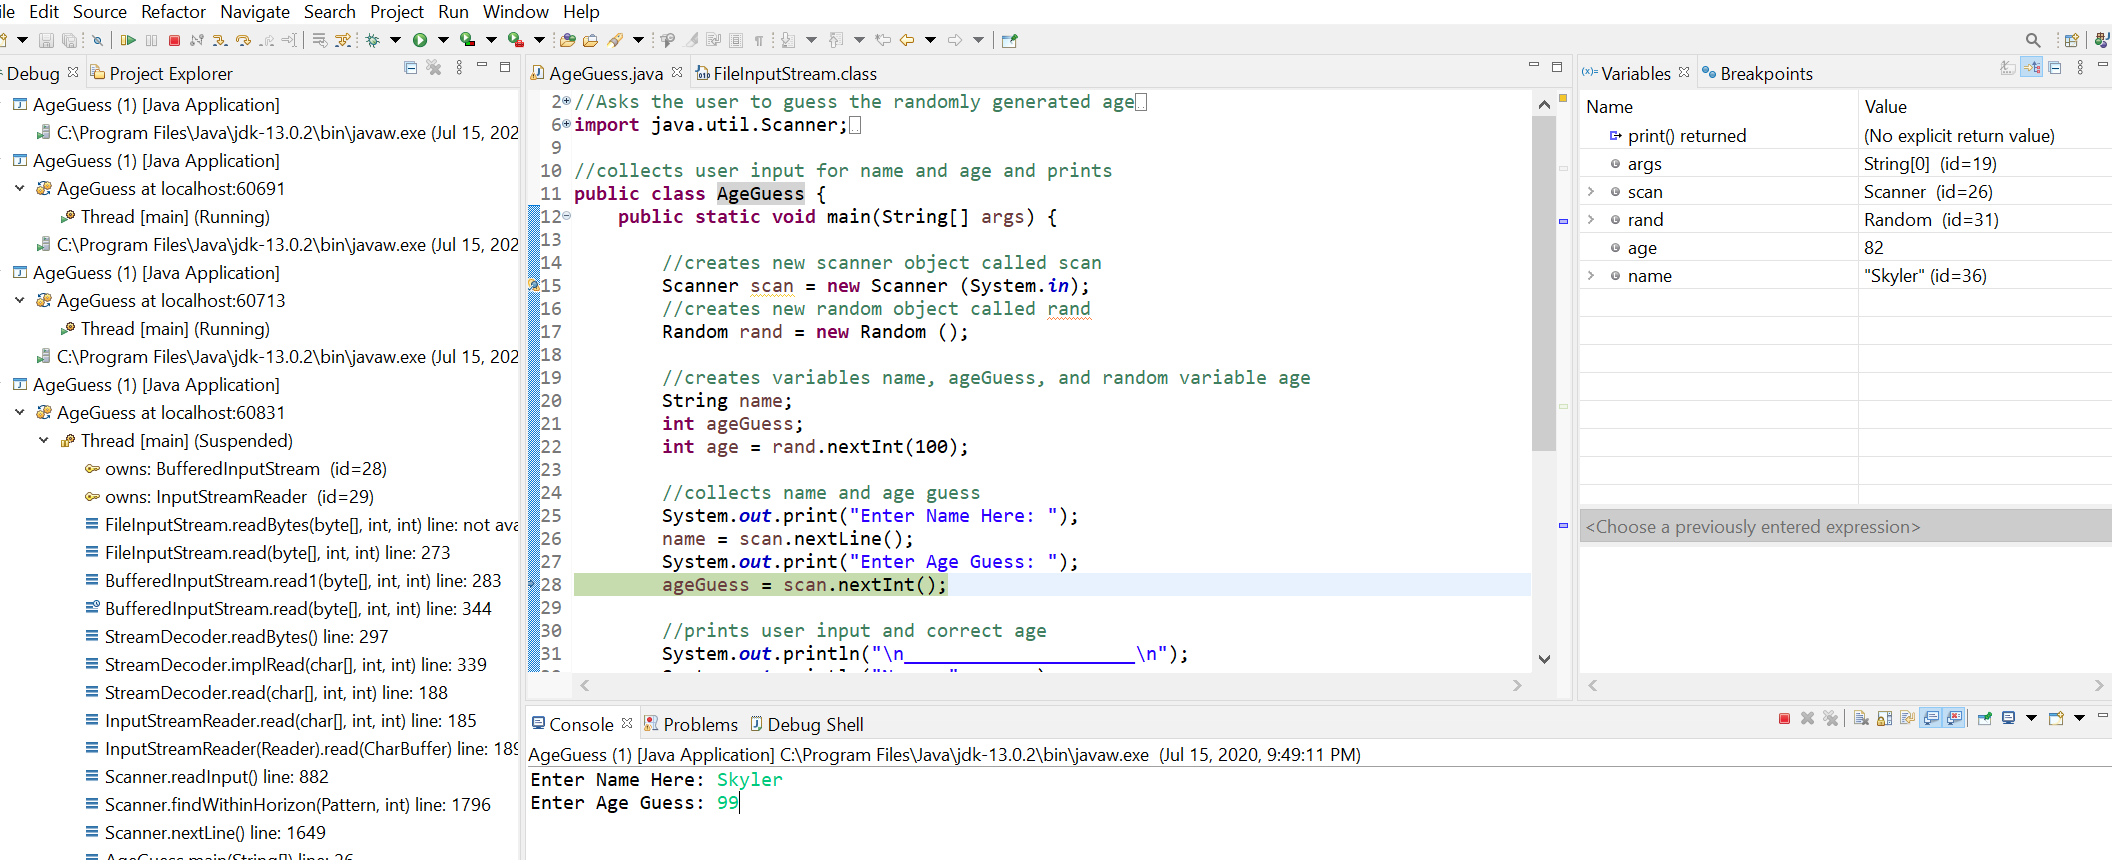 ile Edit Source Refactor Navigate Search Project Run Window Help
Debug Project Explorer
AgeGuess (1) [Java Application]
C:\Program Files\Java\jdk-13.0.2\bin\javaw.exe (Jul 15, 202
AgeGuess (1) [Java Application]
AgeGuess at localhost:60691
Thread [main] (Running)
C:\Program Files\Java\jdk-13.0.2\bin\javaw.exe (Jul 15, 202
AgeGuess (1) [Java Application]
AgeGuess at localhost:60713
Thread [main] (Running)
C:\Program Files\Java\jdk-13.0.2\bin\javaw.exe (Jul 15, 202
AgeGuess (1) [Java Application]
AgeGuess at localhost:60831
Thread [main] (Suspended)
owns: BufferedInputStream (id=28)
owns: InputStreamReader (id=29)
FileInputStream.readBytes(byte[], int, int) line: not ava
FileInputStream.read(byte[], int, int) line: 273
BufferedInputStream.read1(byte[], int, int) line: 283
BufferedInputStream.read(byte[], int, int) line: 344
StreamDecoder.readBytes() line: 297
StreamDecoder.implRead(char[], int, int) line: 339
StreamDecoder.read(char[], int, int) line: 188
InputStreamReader.read(char[], int, int) line: 185
InputStreamReader(Reader).read(CharBuffer) line: 189
Scanner.readInput() line: 882
Scanner.findWithinHorizon(Pattern, int) line: 1796
Scanner.nextLine() line: 1649
AgeGuess.main(String[]) line: 26
AgeGuess.java FileInputStream.class
2 //Asks the user to guess the randomly generated age
6 import java.util.Scanner;
9
10 //collects user input for name and age and prints
11 public class AgeGuess {
12 public static void main(String[] args) {
13
14 //creates new scanner object called scan
15 Scanner scan = new Scanner (System.in);
16 //creates new random object called rand
17 Random rand = new Random ();
18
19 //creates variables name, ageGuess, and random variable age
20 String name;
21 int ageGuess;
22 int age = rand.nextInt(100);
23
24 //collects name and age guess
25 System.out.print("Enter Name Here: ");
26 name = scan.nextLine();
27 System.out.print("Enter Age Guess: ");
28 ageGuess = scan.nextInt();
29
30 //prints user input and correct age
31 System.out.println("\n_____________________\n");
Variables Breakpoints
Name Value
print() returned (No explicit return value)
args String[0] (id=19)
scan Scanner (id=26)
rand Random (id=31)
age 82
name "Skyler" (id=36)
<Choose a previously entered expression>
Console Problems Debug Shell
AgeGuess (1) [Java Application] C:\Program Files\Java\jdk-13.0.2\bin\javaw.exe (Jul 15, 2020, 9:49:11 PM)
Enter Name Here: Skyler
Enter Age Guess: 99